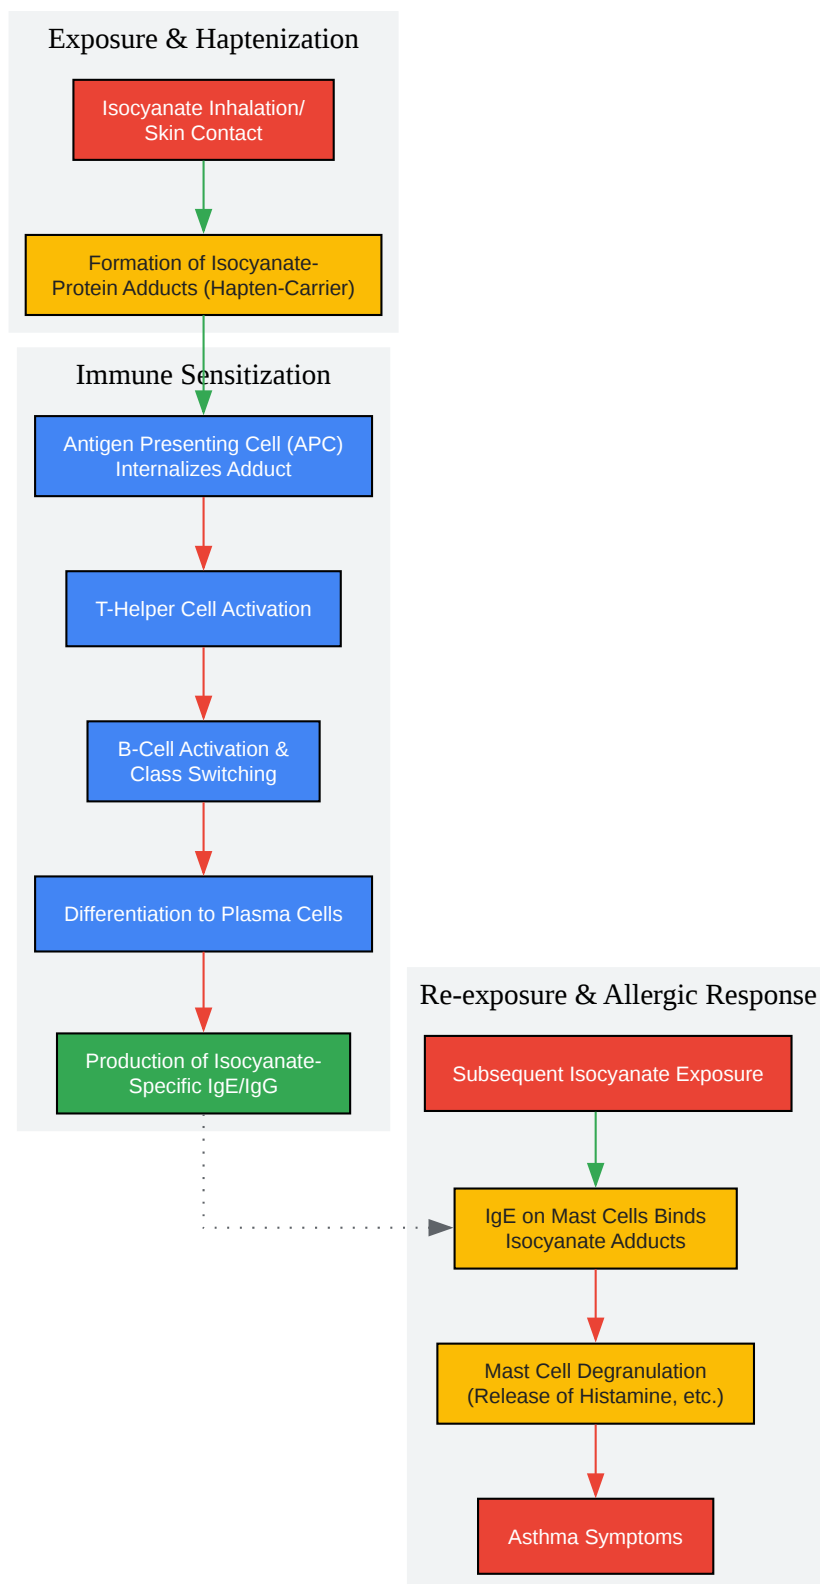 Exposure & Haptenization
Isocyanate Inhalation/
Skin Contact
Formation of Isocyanate-
Protein Adducts (Hapten-Carrier)
Immune Sensitization
Antigen Presenting Cell (APC)
Internalizes Adduct
T-Helper Cell Activation
B-Cell Activation &
Class Switching
Differentiation to Plasma Cells
Production of Isocyanate-
Specific IgE/IgG
Re-exposure & Allergic Response
Subsequent Isocyanate Exposure
IgE on Mast Cells Binds
Isocyanate Adducts
Mast Cell Degranulation
(Release of Histamine, etc.)
Asthma Symptoms